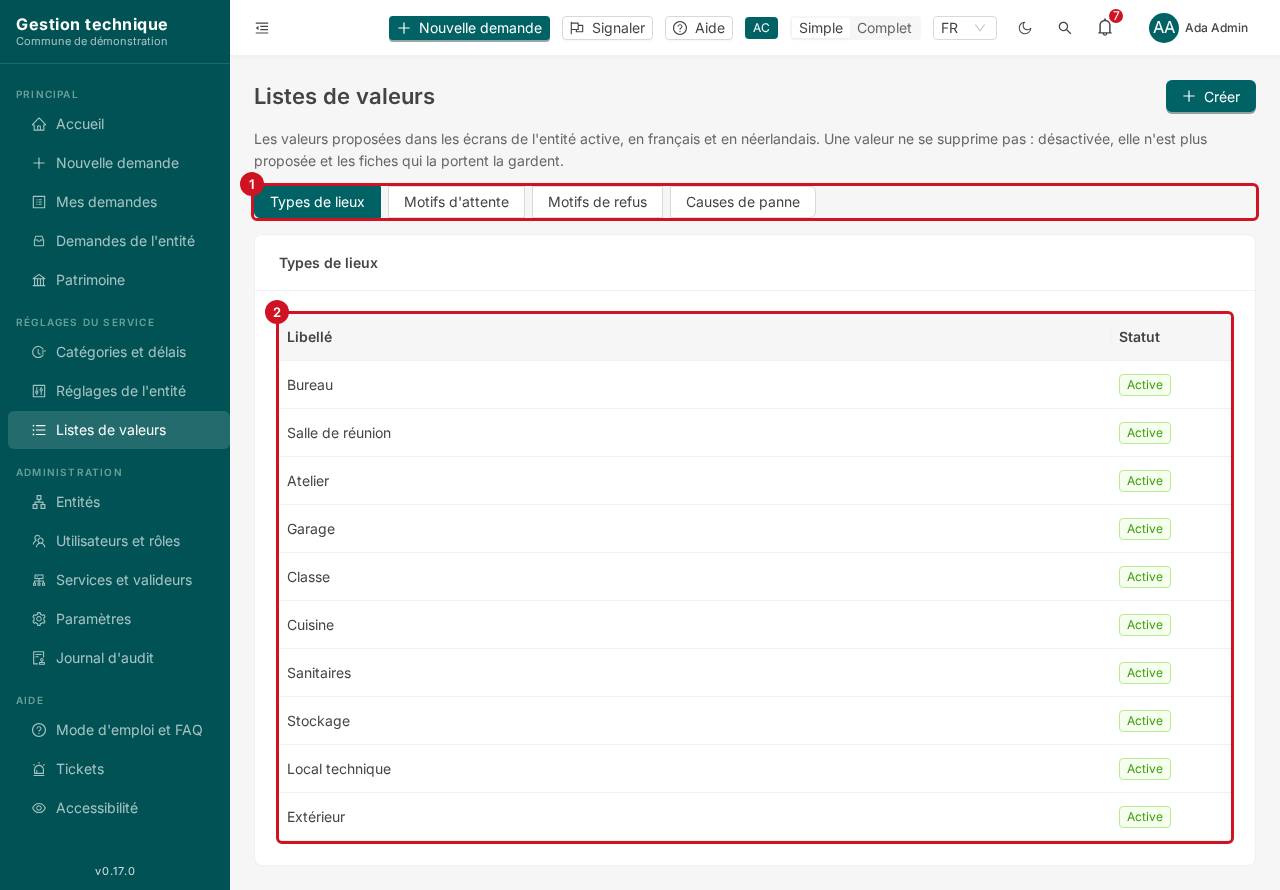 Gestion technique
Commune de démonstration
Nouvelle demande
Signaler
Aide
AC
Simple
Complet
FR
7
AA
Ada Admin
PRINCIPAL
Accueil
Nouvelle demande
Mes demandes
Demandes de l'entité
Patrimoine
RÉGLAGES DU SERVICE
Catégories et délais
Réglages de l'entité
Listes de valeurs
ADMINISTRATION
Entités
Utilisateurs et rôles
Services et valideurs
Paramètres
Journal d'audit
AIDE
Mode d'emploi et FAQ
Tickets
Accessibilité
v0.17.0
Listes de valeurs
Créer
Les valeurs proposées dans les écrans de l'entité active, en français et en néerlandais. Une valeur ne se supprime pas : désactivée, elle n'est plus
proposée et les fiches qui la portent la gardent.
1
Types de lieux
Motifs d'attente
Motifs de refus
Causes de panne
Types de lieux
2
Libellé
Statut
Bureau
Active
Salle de réunion
Active
Atelier
Active
Garage
Active
Classe
Active
Cuisine
Active
Sanitaires
Active
Stockage
Active
Local technique
Active
Extérieur
Active